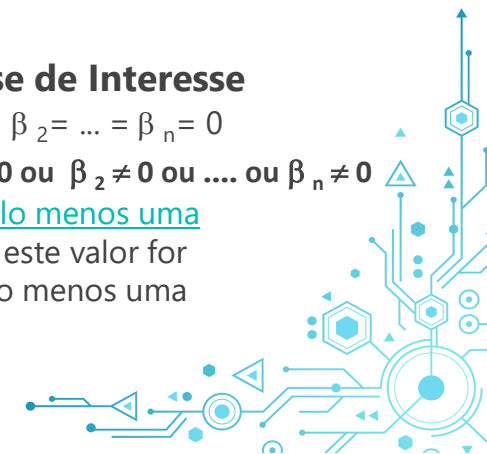 se de Interesse
β 2= ... = β n= 0
0 ou β 2 ≠ 0 ou .... ou β n ≠ 0
lo menos uma
este valor for
o menos uma